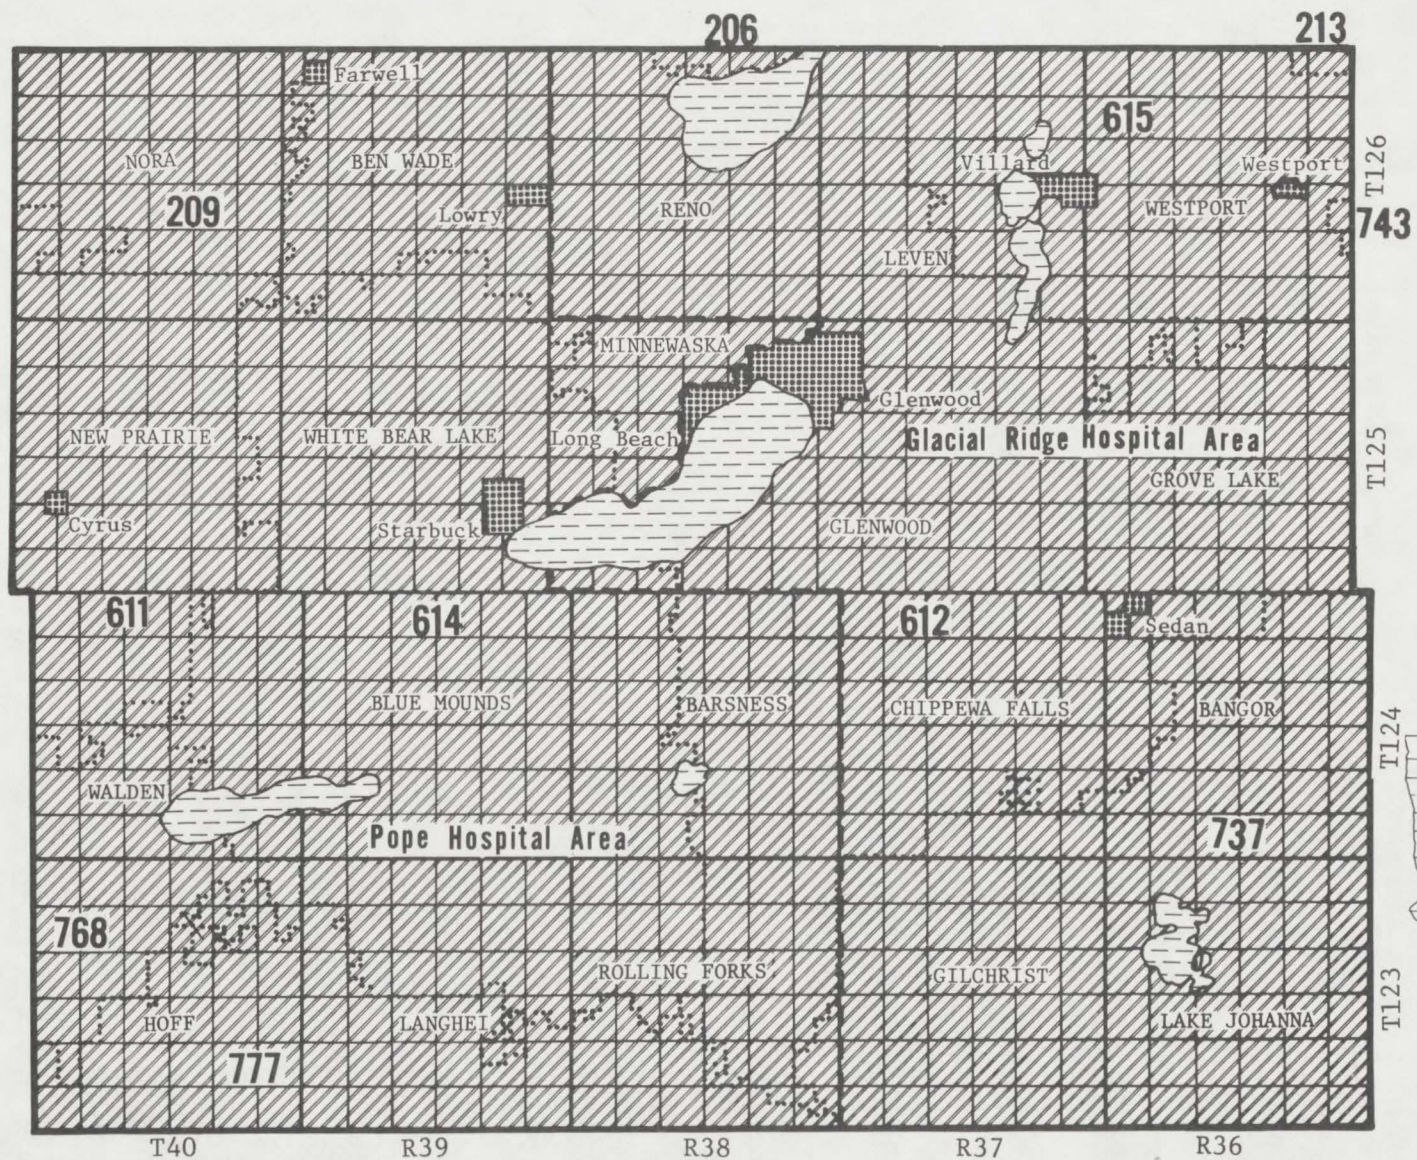 206
213
Farwell
615
T126
NORA
BEN WADE
Villard
Westport
209
Lowry
RENO
WESTPORT
743
LEVEN
MINNEWASKA
Glenwood
NEW PRAIRIE
WHITE BEAR LAKE
Long Beach
Glacial Ridge Hospital Area
T125
GROVE LAKE
Cyrus
Starbuck
GLENWOOD
611
614
612
Sedan
BLUE MOUNDS
BARSNESS
CHIPPEWA FALLS
BANGOR
T124
WALDEN
Pope Hospital Area
737
768
ROLLING FORKS
GILCHRIST
T123
HOFF
LANGHEI
LAKE JOHANNA
777
T40
R39
R38
R37
R36